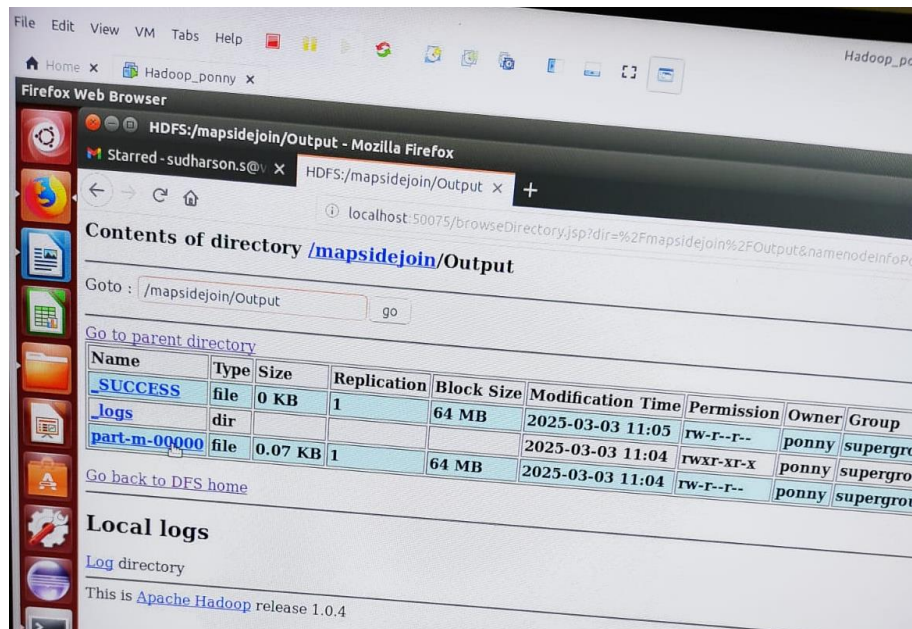 File Edit View VM Tabs Help
Home × Hadoop_ponny ×
Firefox Web Browser
HDFS:/mapsidejoin/Output - Mozilla Firefox
Starred - sudharson.s@ × HDFS:/mapsidejoin/Output × +
localhost:50075/browseDirectory.jsp?dir=%2Fmapsidejoin%2FOutput&namenodeInfoPo
Contents of directory /mapsidejoin/Output
Goto : /mapsidejoin/Output go
Go to parent directory
Name Type Size Replication Block Size Modification Time Permission Owner Group
_SUCCESS file 0 KB 1 64 MB 2025-03-03 11:05 rw-r--r-- ponny supergro
_logs dir 2025-03-03 11:04 rwxr-xr-x ponny supergro
part-m-00000 file 0.07 KB 1 64 MB 2025-03-03 11:04 rw-r--r-- ponny supergrou
Go back to DFS home
Local logs
Log directory
This is Apache Hadoop release 1.0.4
Hadoop_po